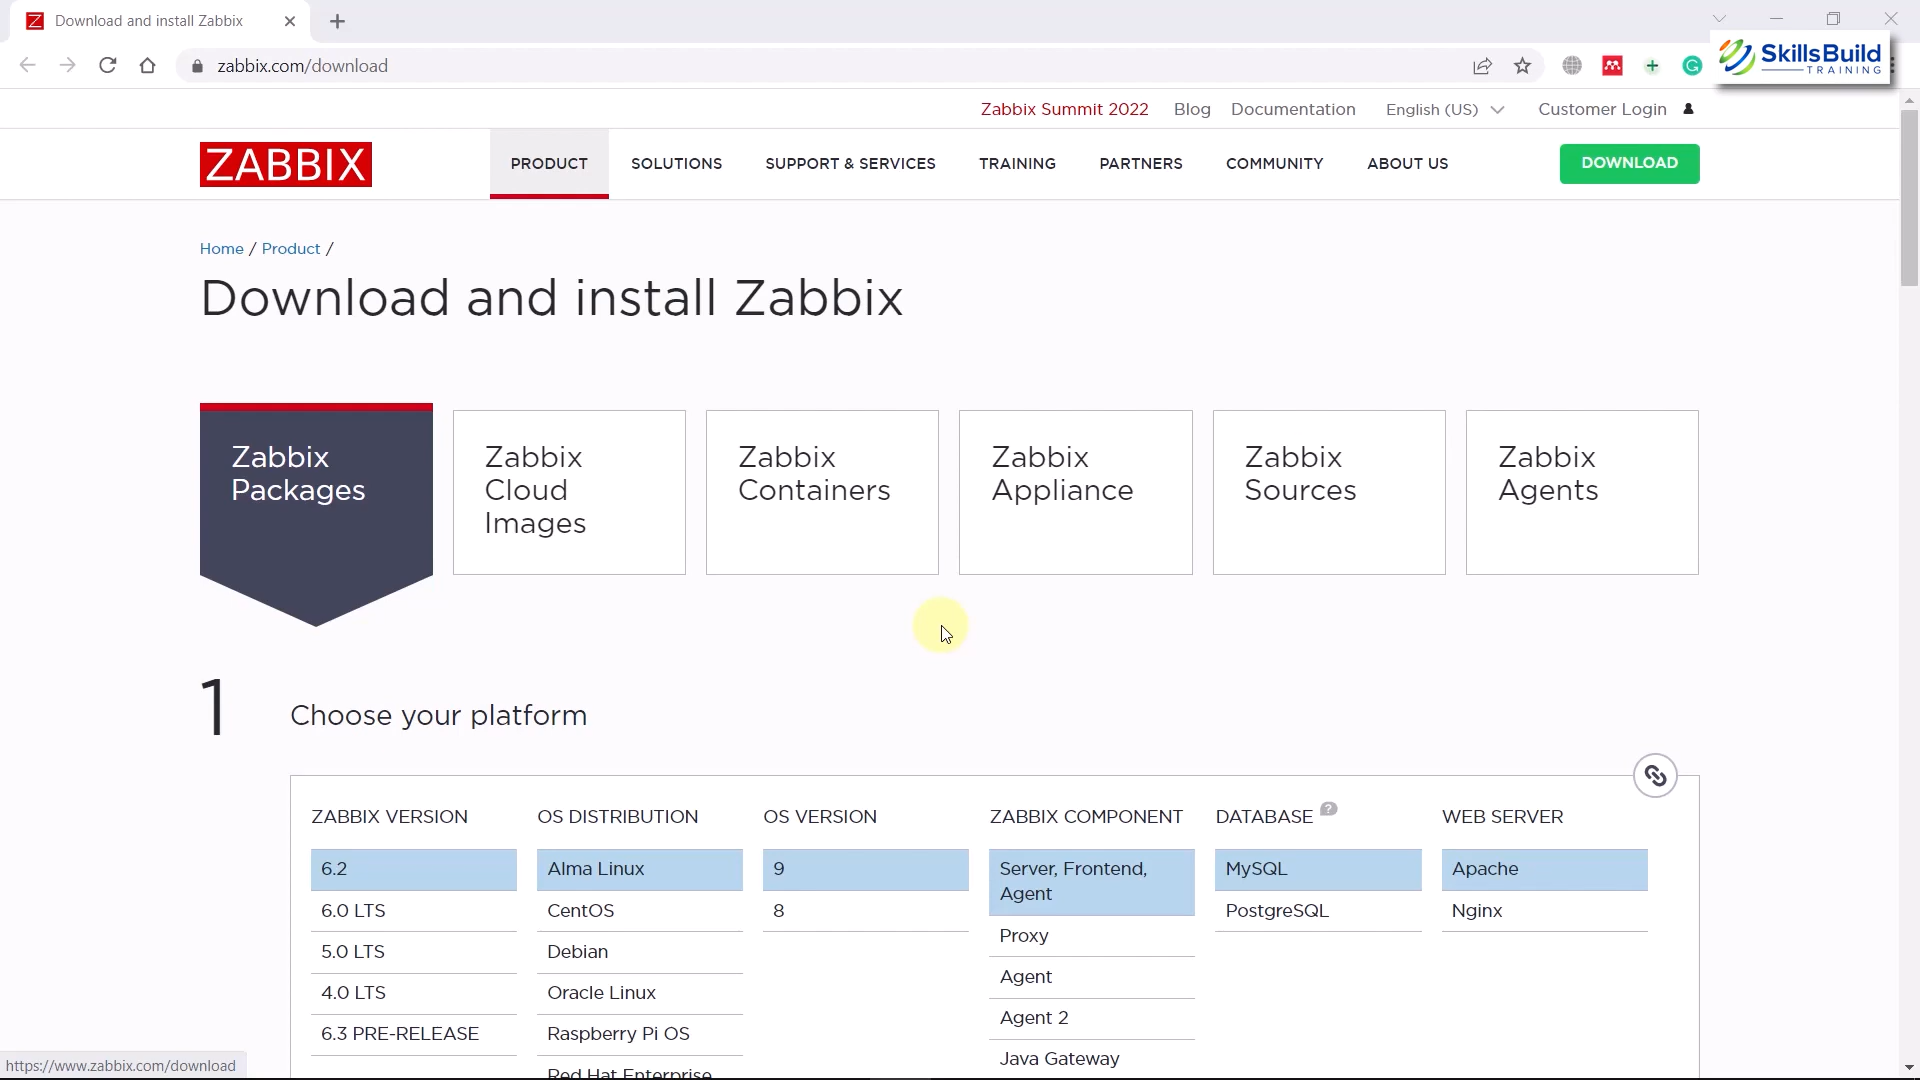 Download and install Zabbix
zabbix.com/download
SkillsBuild
TRAINING
Zabbix Summit 2022 Blog Documentation English (US) Customer Login
ZABBIX PRODUCT SOLUTIONS SUPPORT & SERVICES TRAINING PARTNERS COMMUNITY ABOUT US DOWNLOAD
Home / Product /
Download and install Zabbix
Zabbix
Packages
Zabbix
Cloud
Images
Zabbix
Containers
Zabbix
Appliance
Zabbix
Sources
Zabbix
Agents
1 Choose your platform
ZABBIX VERSION
6.2
6.0 LTS
5.0 LTS
4.0 LTS
6.3 PRE-RELEASE
OS DISTRIBUTION
Alma Linux
CentOS
Debian
Oracle Linux
Raspberry Pi OS
Red Hat Enterprise
OS VERSION
9
8
ZABBIX COMPONENT
Server, Frontend,
Agent
Proxy
Agent
Agent 2
Java Gateway
DATABASE ?
MySQL
PostgreSQL
WEB SERVER
Apache
Nginx
https://www.zabbix.com/download